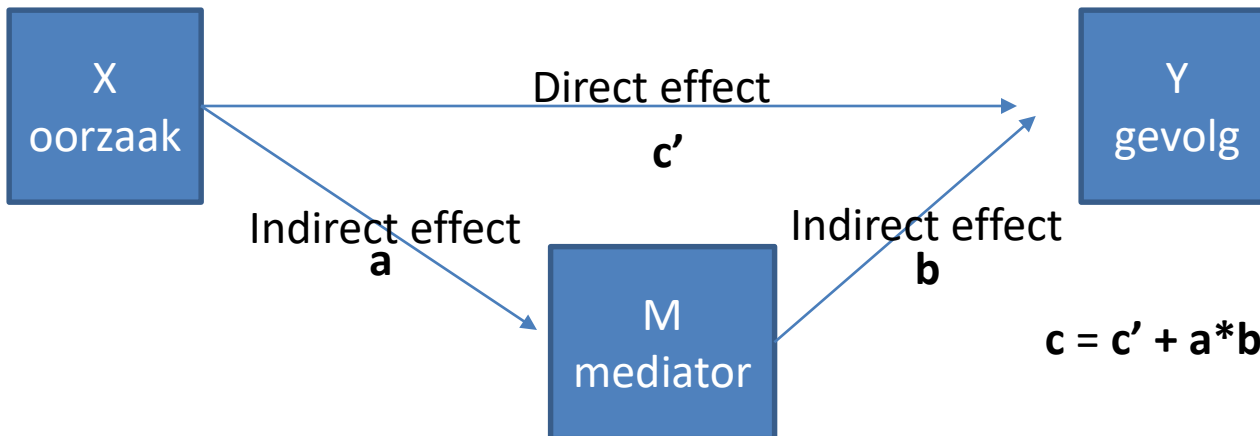 X
oorzaak
Direct effect
c’
Y
gevolg
Indirect effect
a
Indirect effect
b
M
mediator
c = c’ + a*b